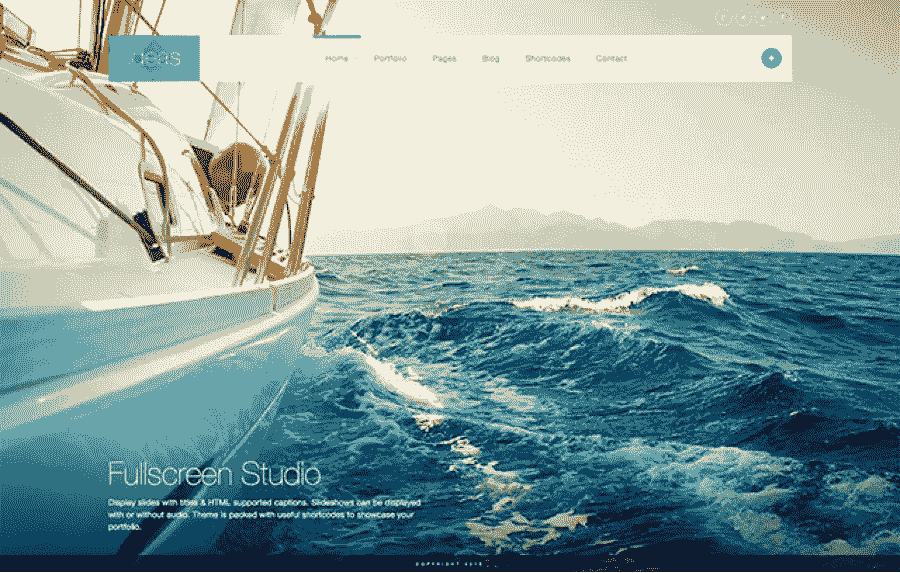 ideas
Home
Portfolio
Pages
Blog
Shortcodes
Contact
Fullscreen Studio
Display slides with titles & HTML supported captions. Slideshows can be displayed
with or without audio. Theme is packed with useful shortcodes to showcase your
portfolio.
COPYRIGHT